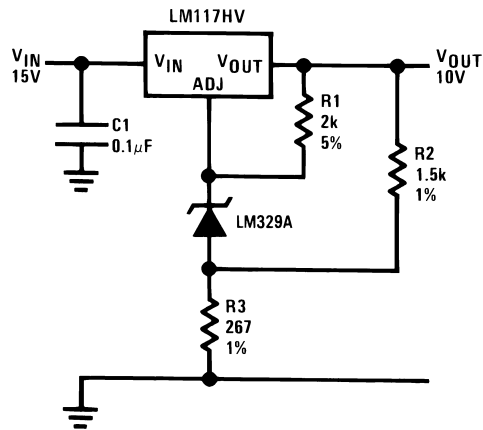 LM117HV
VIN
15V
VIN
VOUT
ADJ
VOUT
10V
C1
0.1μF
R1
2k
5%
R2
1.5k
1%
LM329A
R3
267
1%